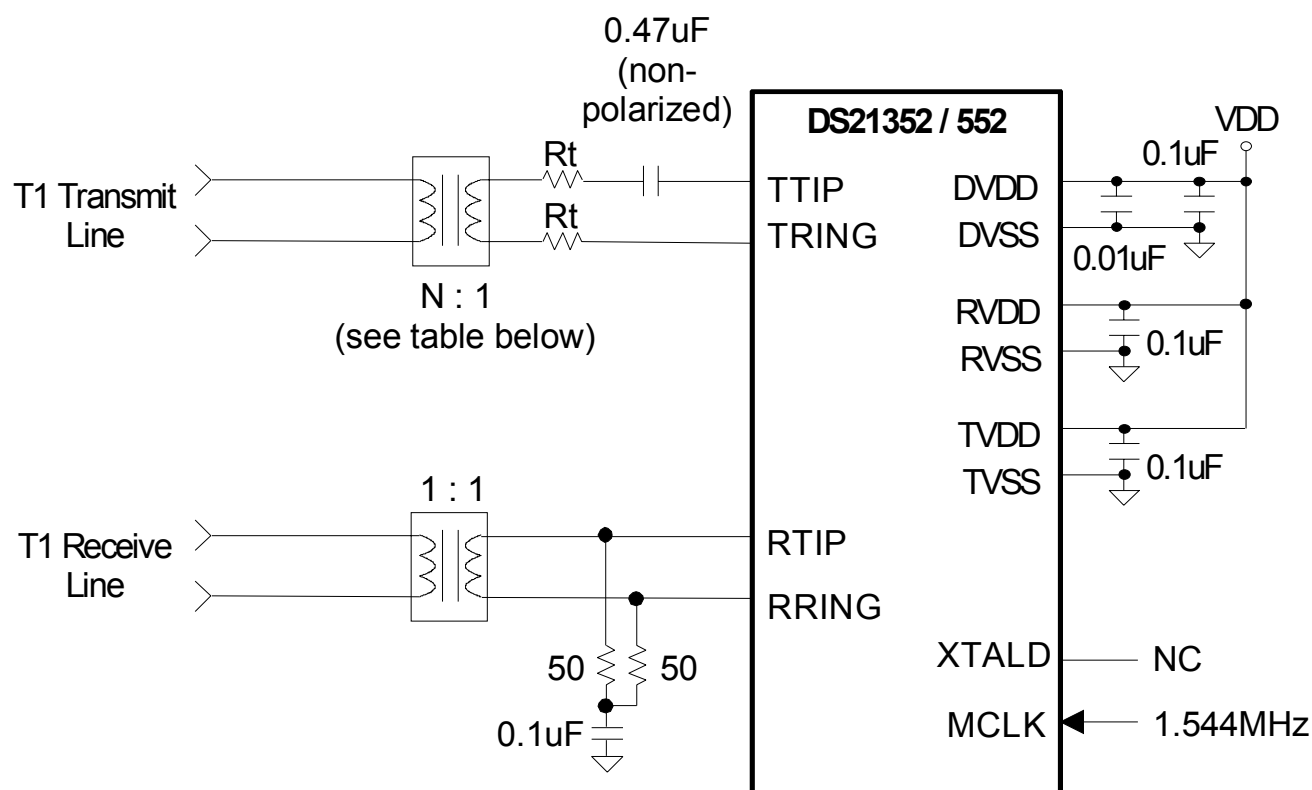 0.47uF
(non-
polarized)
DS21352 / 552
VDD
T1 Transmit
Line
Rt
Rt
N : 1
(see table below)
TTIP
TRING
DVDD
DVSS
0.1uF
0.01uF
RVDD
RVSS
0.1uF
TVDD
TVSS
0.1uF
T1 Receive
Line
1 : 1
RTIP
RRING
50
50
0.1uF
XTALD
NC
MCLK
1.544MHz